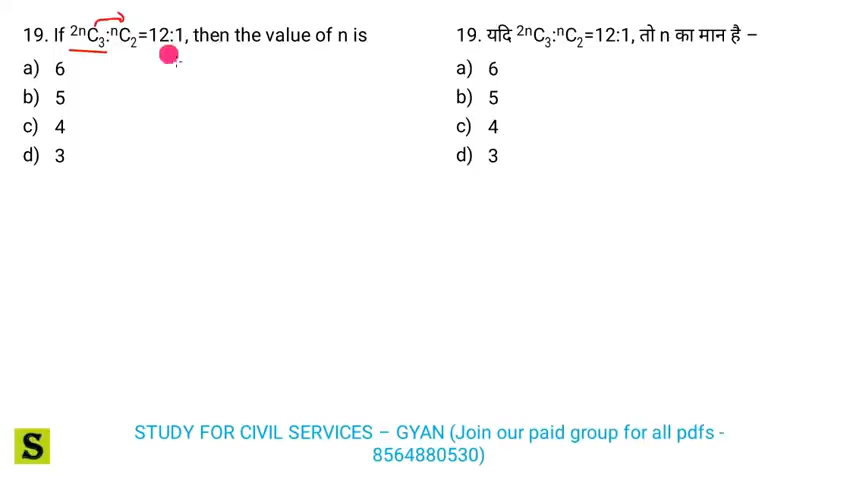 19. If ²ⁿC₃:ⁿC₂=12:1, then the value of n is
a) 6
b) 5
c) 4
d) 3
19. यदि ²ⁿC₃:ⁿC₂=12:1, तो n का मान है –
a) 6
b) 5
c) 4
d) 3
S
STUDY FOR CIVIL SERVICES – GYAN (Join our paid group for all pdfs -
8564880530)